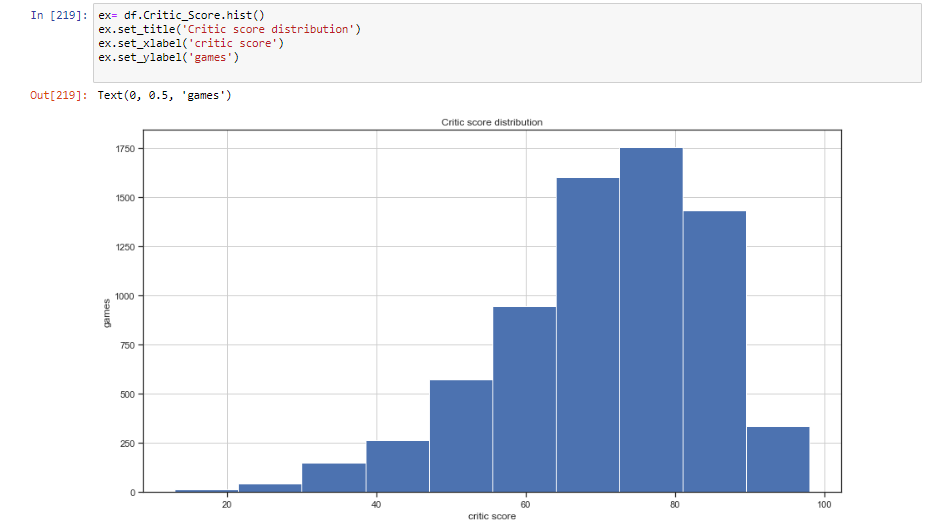 In [219]: ex= df.Critic_Score.hist()
ex.set_title('Critic score distribution')
ex.set_xlabel('critic score')
ex.set_ylabel('games')
Out[219]: Text(0, 0.5, 'games')
Critic score distribution
1750
1500
1250
1000
750
500
250
0
games
20 40 60 80 100
critic score